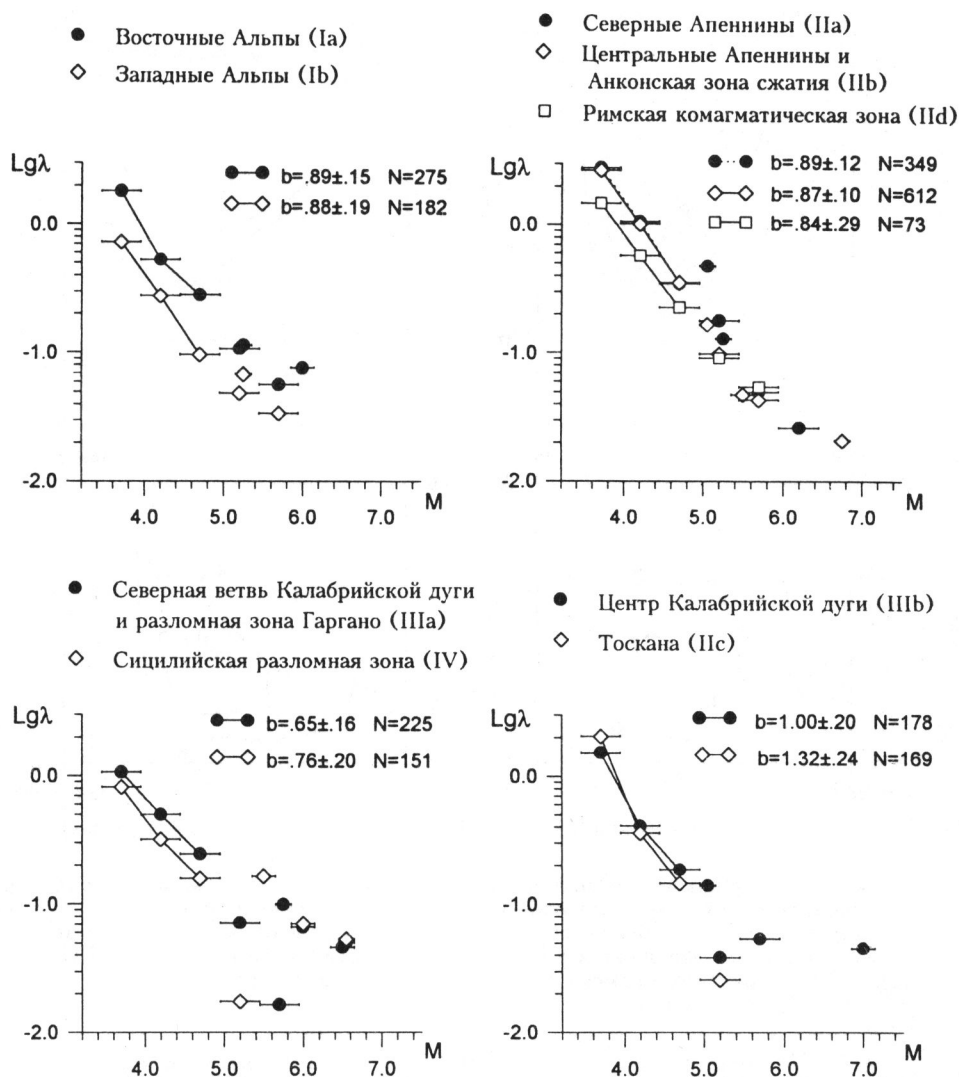 ● Восточные Альпы (Ia)
◇ Западные Альпы (Ib)
Lgλ
b=.89±.15 N=275
b=.88±.19 N=182
0.0
-1.0
-2.0
4.0 5.0 6.0 7.0
M
● Северные Апеннины (IIa)
◇ Центральные Апеннины и
Анконская зона сжатия (IIb)
□ Римская комагматическая зона (IId)
Lgλ
b=.89±.12 N=349
b=.87±.10 N=612
b=.84±.29 N=73
0.0
-1.0
-2.0
4.0 5.0 6.0 7.0
M
● Северная ветвь Калабрийской дуги
и разломная зона Гаргано (IIIa)
◇ Сицилийская разломная зона (IV)
Lgλ
b=.65±.16 N=225
b=.76±.20 N=151
0.0
-1.0
-2.0
4.0 5.0 6.0 7.0
M
● Центр Калабрийской дуги (IIIb)
◇ Тоскана (IIc)
Lgλ
b=1.00±.20 N=178
b=1.32±.24 N=169
0.0
-1.0
-2.0
4.0 5.0 6.0 7.0
M